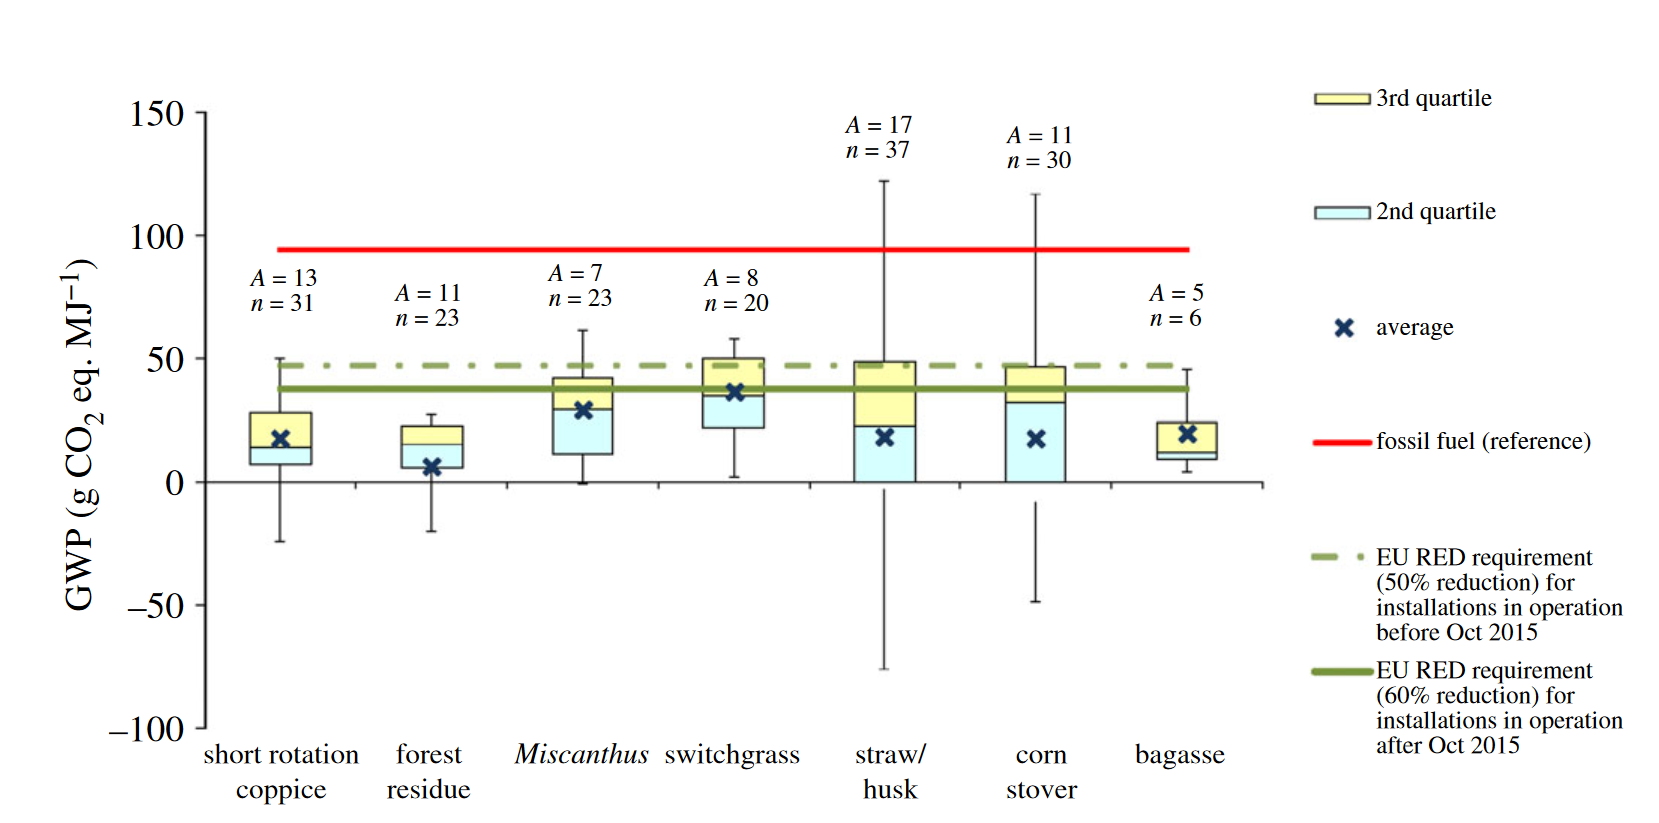 150
100
50
0
–50
–100
GWP (g CO2 eq. MJ−1)
A = 13
n = 31
A = 11
n = 23
A = 7
n = 23
A = 8
n = 20
A = 17
n = 37
A = 11
n = 30
A = 5
n = 6
short rotation
coppice
forest
residue
Miscanthus
switchgrass
straw/
husk
corn
stover
bagasse
3rd quartile
2nd quartile
average
fossil fuel (reference)
EU RED requirement
(50% reduction) for
installations in operation
before Oct 2015
EU RED requirement
(60% reduction) for
installations in operation
after Oct 2015